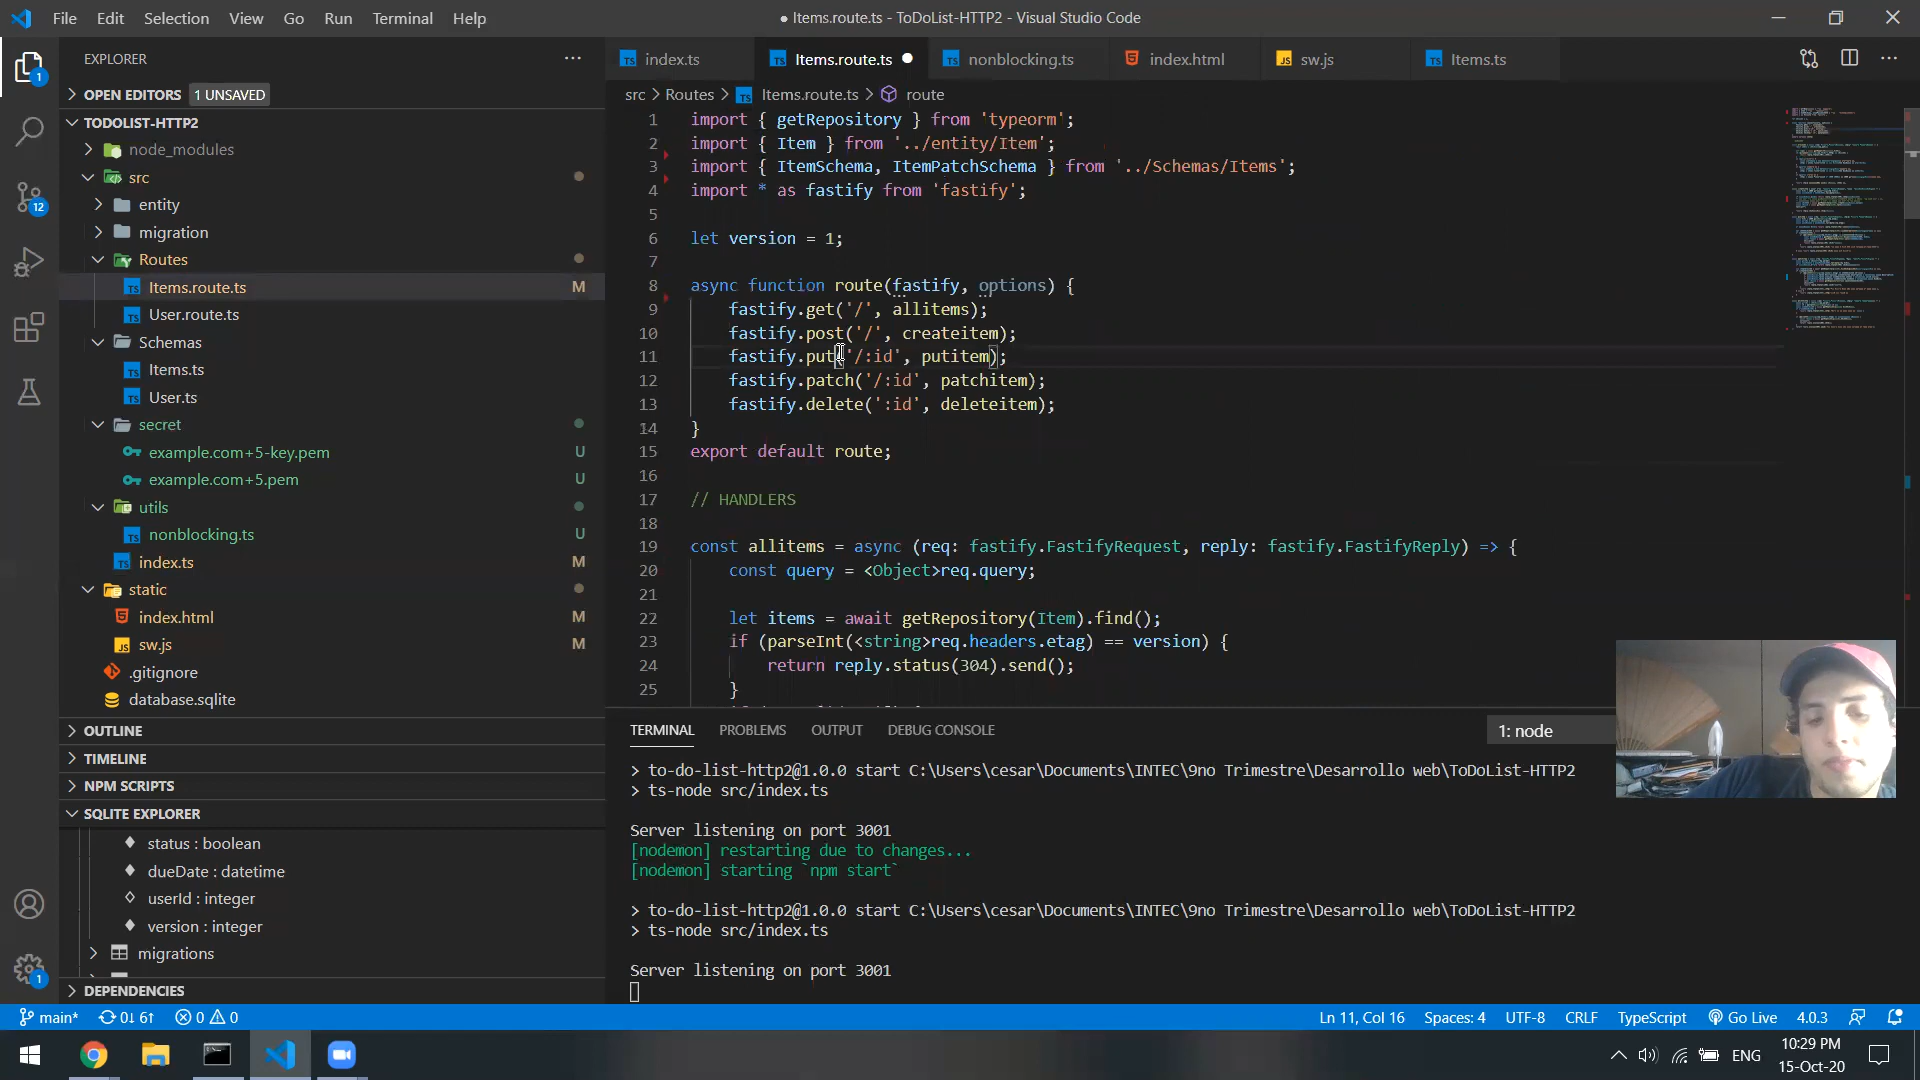 File Edit Selection View Go Run Terminal Help
● Items.route.ts - ToDoList-HTTP2 - Visual Studio Code
EXPLORER
OPEN EDITORS 1 UNSAVED
TODOLIST-HTTP2
node_modules
src
entity
migration
Routes
Items.route.ts M
User.route.ts
Schemas
Items.ts
User.ts
secret
example.com+5-key.pem U
example.com+5.pem U
utils
nonblocking.ts U
index.ts M
static
index.html M
sw.js M
.gitignore
database.sqlite
OUTLINE
TIMELINE
NPM SCRIPTS
SQLITE EXPLORER
status : boolean
dueDate : datetime
userId : integer
version : integer
migrations
DEPENDENCIES
1
12
1
index.ts Items.route.ts nonblocking.ts index.html sw.js Items.ts
src > Routes > Items.route.ts > route
1 import { getRepository } from 'typeorm';
2 import { Item } from '../entity/Item';
3 import { ItemSchema, ItemPatchSchema } from '../Schemas/Items';
4 import * as fastify from 'fastify';
5
6 let version = 1;
7
8 async function route(fastify, options) {
9 fastify.get('/', allitems);
10 fastify.post('/', createitem);
11 fastify.put('/:id', putitem);
12 fastify.patch('/:id', patchitem);
13 fastify.delete(':id', deleteitem);
14 }
15 export default route;
16
17 // HANDLERS
18
19 const allitems = async (req: fastify.FastifyRequest, reply: fastify.FastifyReply) => {
20 const query = <Object>req.query;
21
22 let items = await getRepository(Item).find();
23 if (parseInt(<string>req.headers.etag) == version) {
24 return reply.status(304).send();
25 }
TERMINAL PROBLEMS OUTPUT DEBUG CONSOLE
1: node
> to-do-list-http2@1.0.0 start C:\Users\cesar\Documents\INTEC\9no Trimestre\Desarrollo web\ToDoList-HTTP2
> ts-node src/index.ts
Server listening on port 3001
[nodemon] restarting due to changes...
[nodemon] starting `npm start`
> to-do-list-http2@1.0.0 start C:\Users\cesar\Documents\INTEC\9no Trimestre\Desarrollo web\ToDoList-HTTP2
> ts-node src/index.ts
Server listening on port 3001
main* 0↓ 6↑ 0 0
Ln 11, Col 16 Spaces: 4 UTF-8 CRLF TypeScript Go Live 4.0.3
ENG
10:29 PM
15-Oct-20